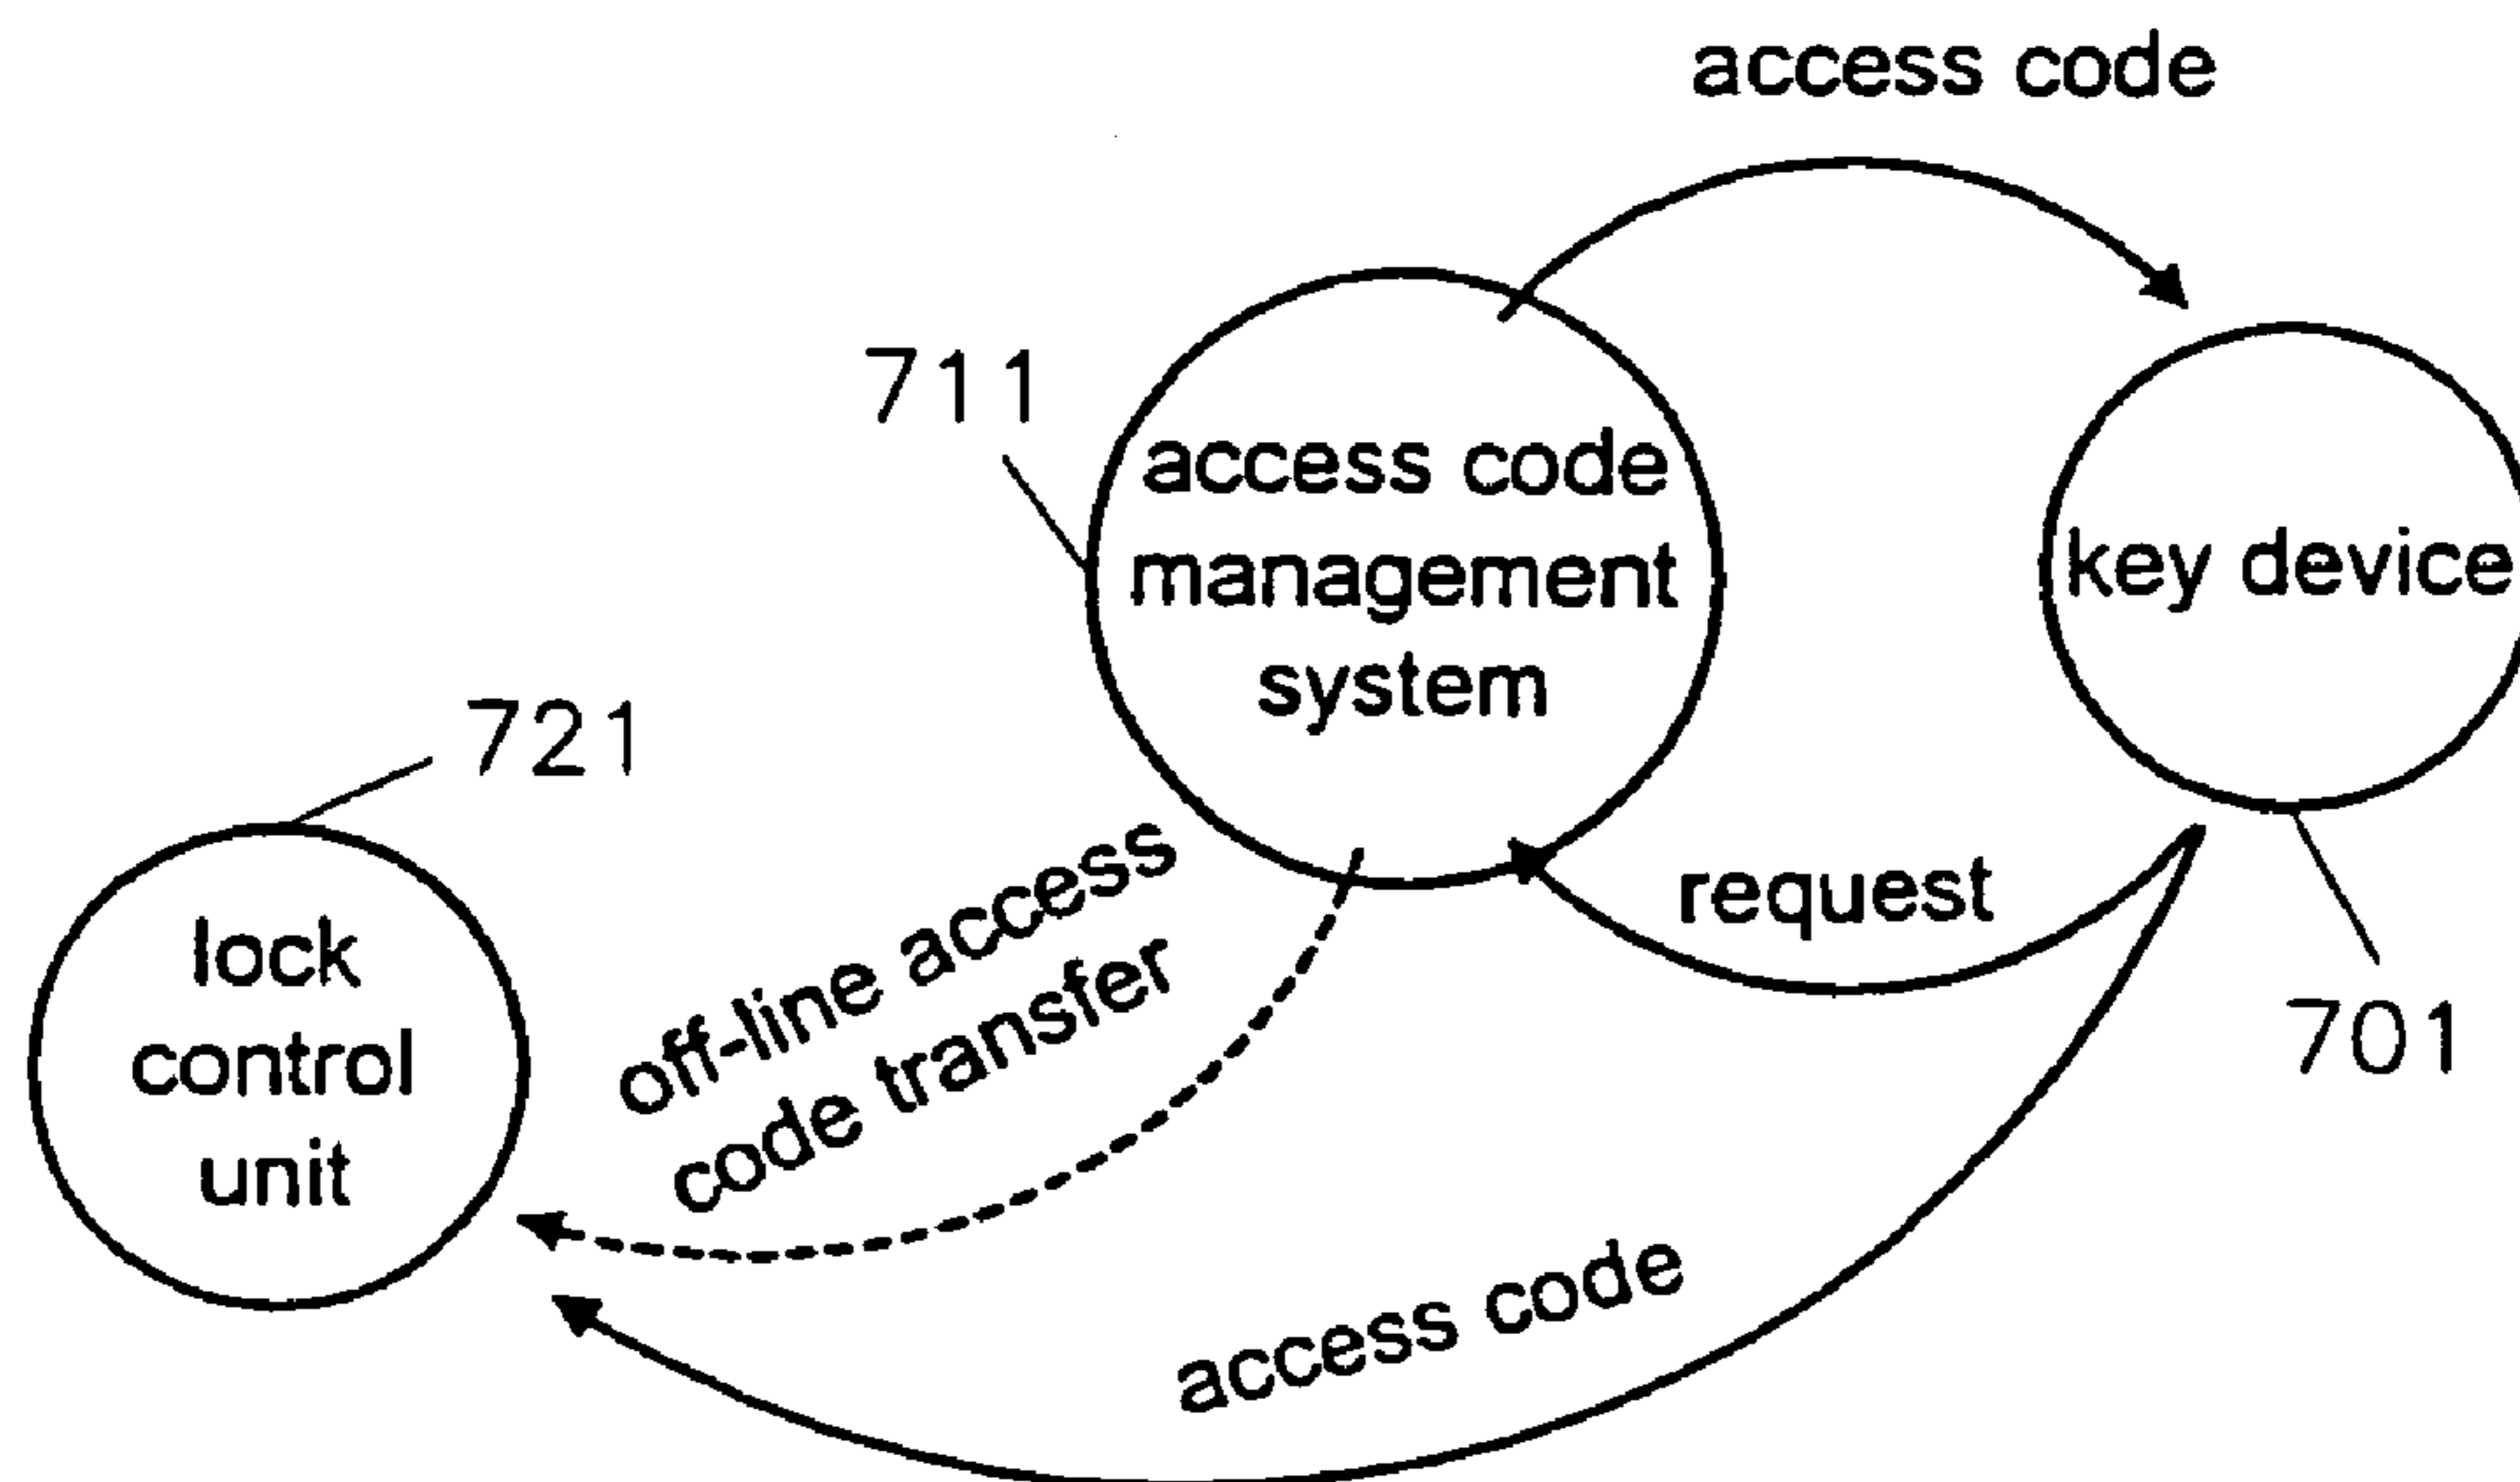 access code
711
access code
management
system
key device
721
lock
control
unit
off-line access
code transfer
request
701
access code